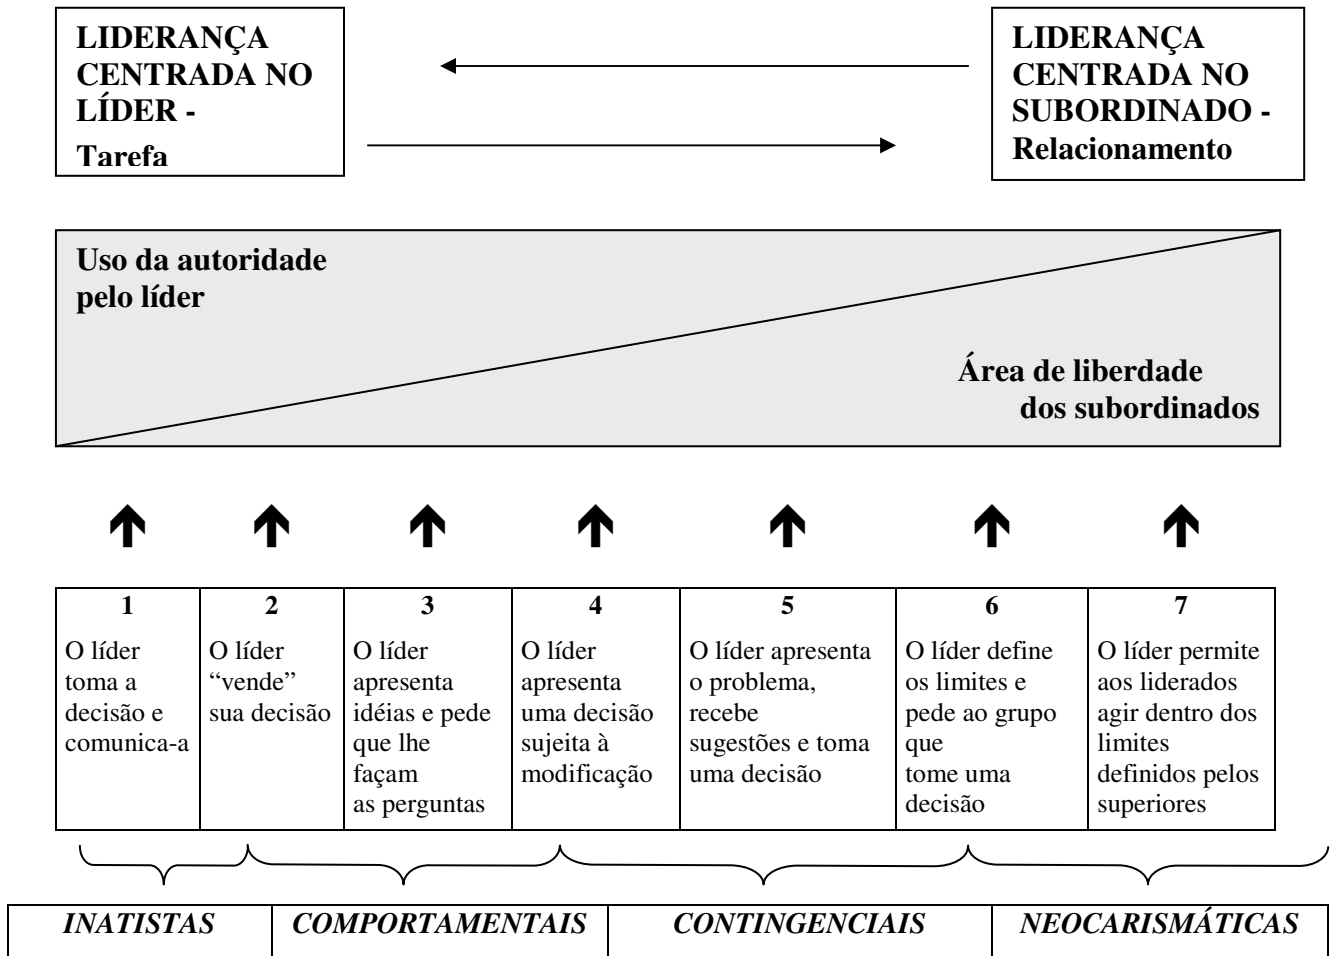 LIDERANÇA
CENTRADA NO
LÍDER -
Tarefa
LIDERANÇA
CENTRADA NO
SUBORDINADO -
Relacionamento
Uso da autoridade
pelo líder
Área de liberdade
dos subordinados
1
O líder
toma a
decisão e
comunica-a
2
O líder
“vende”
sua decisão
3
O líder
apresenta
idéias e pede
que lhe
façam
as perguntas
4
O líder
apresenta
uma decisão
sujeita à
modificação
5
O líder apresenta
o problema,
recebe
sugestões e toma
uma decisão
6
O líder define
os limites e
pede ao grupo
que
tome uma
decisão
7
O líder permite
aos liderados
agir dentro dos
limites
definidos pelos
superiores
INATISTAS
COMPORTAMENTAIS
CONTINGENCIAIS
NEOCARISMÁTICAS